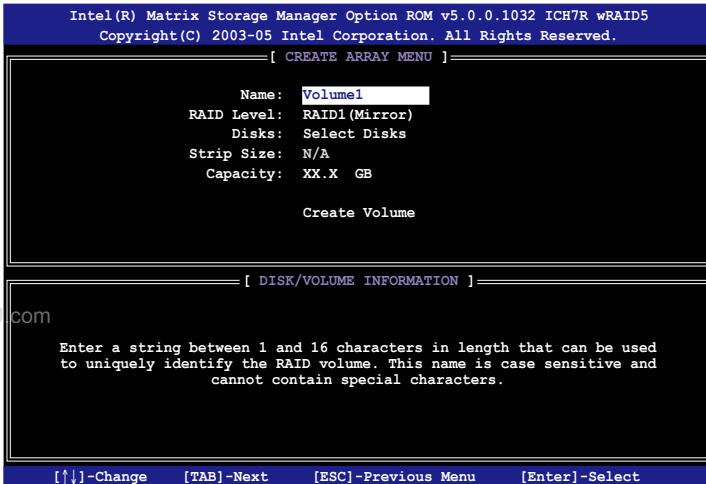 Intel(R) Matrix Storage Manager Option ROM v5.0.0.1032 ICH7R wRAID5
Copyright(C) 2003-05 Intel Corporation. All Rights Reserved.
[ CREATE ARRAY MENU ]
Name: Volume1
RAID Level: RAID1(Mirror)
Disks: Select Disks
Strip Size: N/A
Capacity: XX.X GB
Create Volume
[ DISK/VOLUME INFORMATION ]
.com
Enter a string between 1 and 16 characters in length that can be used
to uniquely identify the RAID volume. This name is case sensitive and
cannot contain special characters.
[↑↓]-Change [TAB]-Next [ESC]-Previous Menu [Enter]-Select